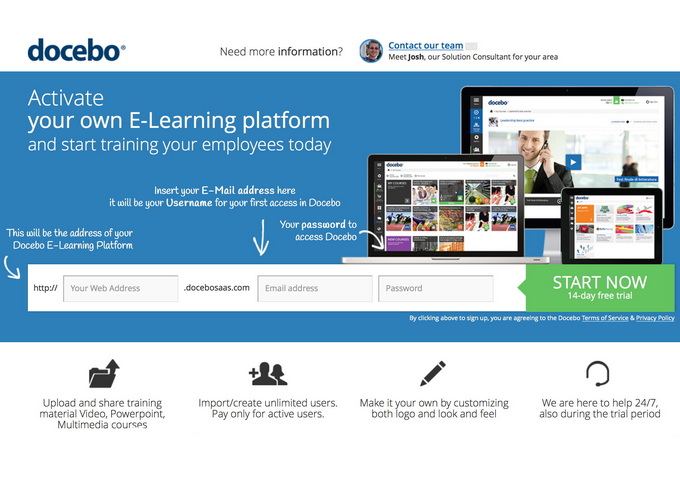 docebo®
Need more information?
Contact our team
Meet Josh, our Solution Consultant for your area
Activate
your own E-Learning platform
and start training your employees today
Insert your E-Mail address here
it will be your Username for your first access in Docebo
Your password to
access Docebo
This will be the address of your
Docebo E-Learning Platform
docebo
docebo
docebo
MY COURSES
http://
Your Web Address
.docebosaas.com
Email address
Password
START NOW
14-day free trial
By clicking above to sign up, you are agreeing to the Docebo Terms of Service & Privacy Policy
Upload and share training
material Video, Powerpoint,
Multimedia courses
Import/create unlimited users.
Pay only for active users.
Make it your own by customizing
both logo and look and feel
We are here to help 24/7,
also during the trial period